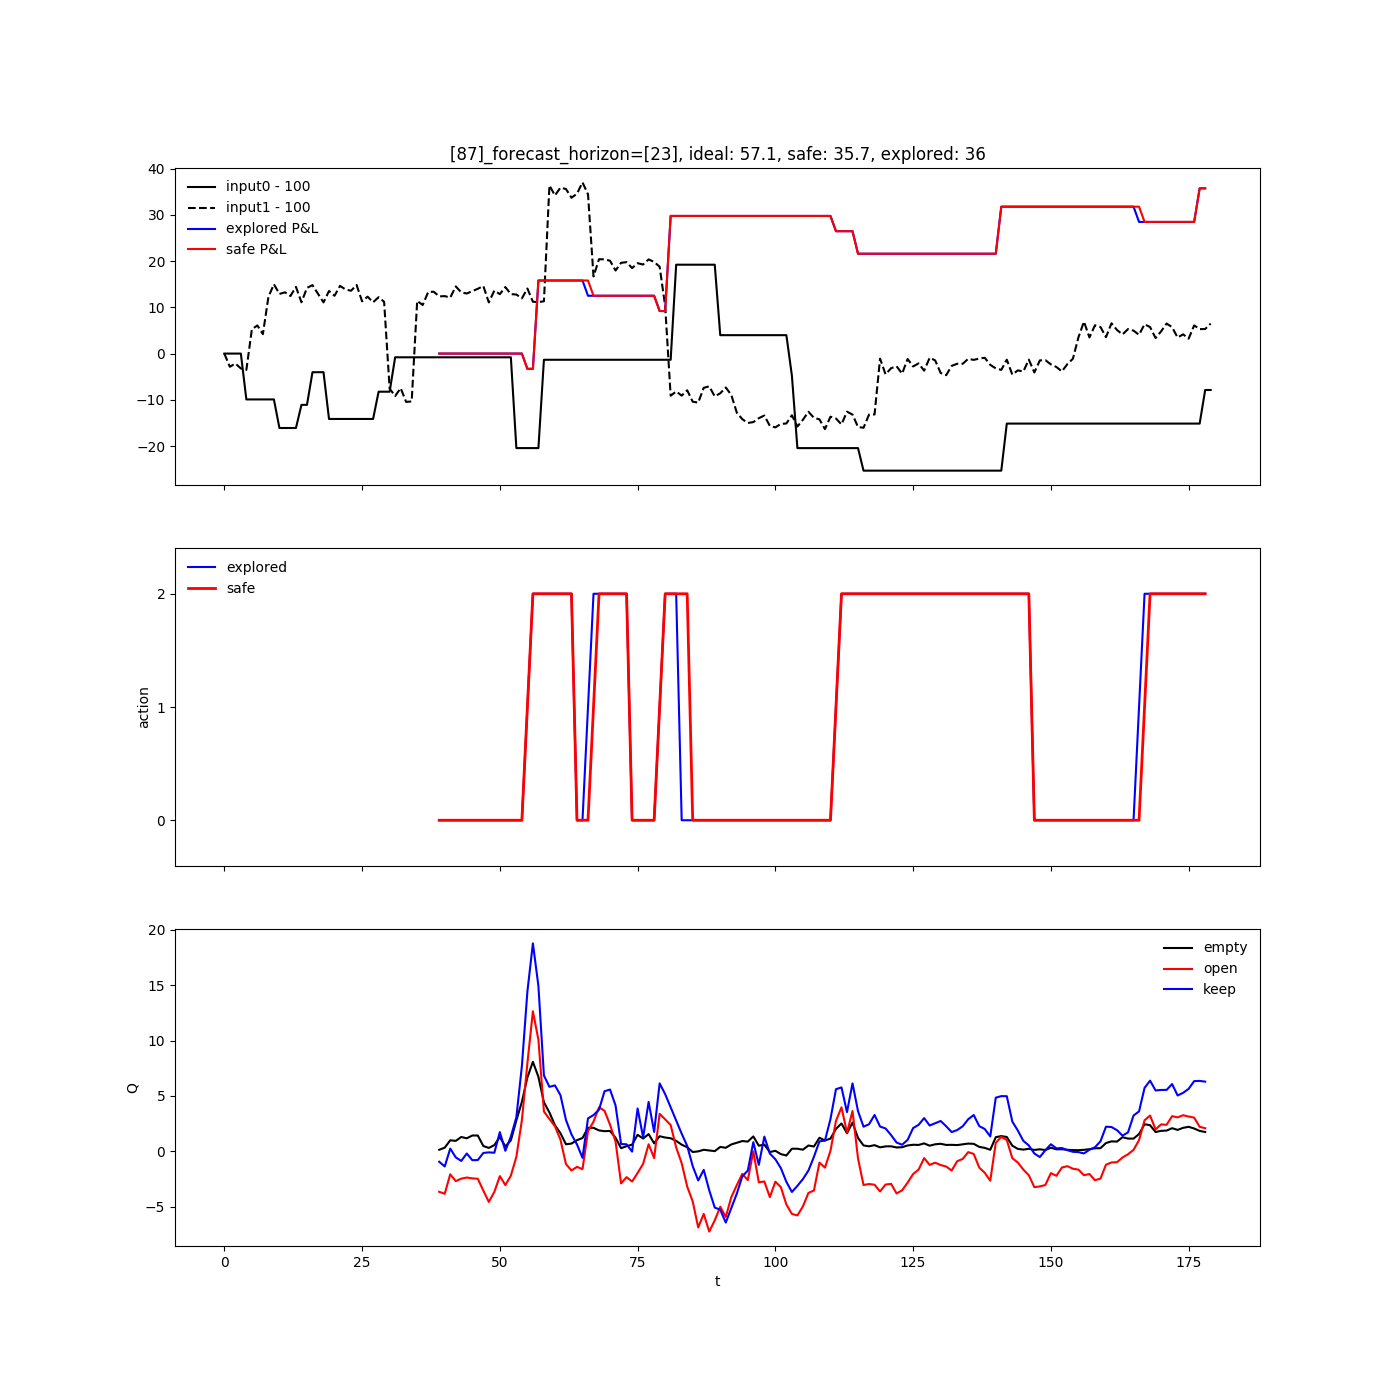 [87]_forecast_horizon=[23], ideal: 57.1, safe: 35.7, explored: 36
40
30
20
10
0
−10
−20
input0 - 100
input1 - 100
explored P&L
safe P&L
action
2
1
0
explored
safe
Q
20
15
10
5
0
−5
empty
open
keep
0 25 50 75 100 125 150 175
t